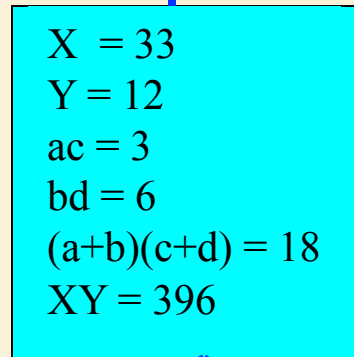 X = 33
Y = 12
ac = 3
bd = 6
(a+b)(c+d) = 18
XY = 396